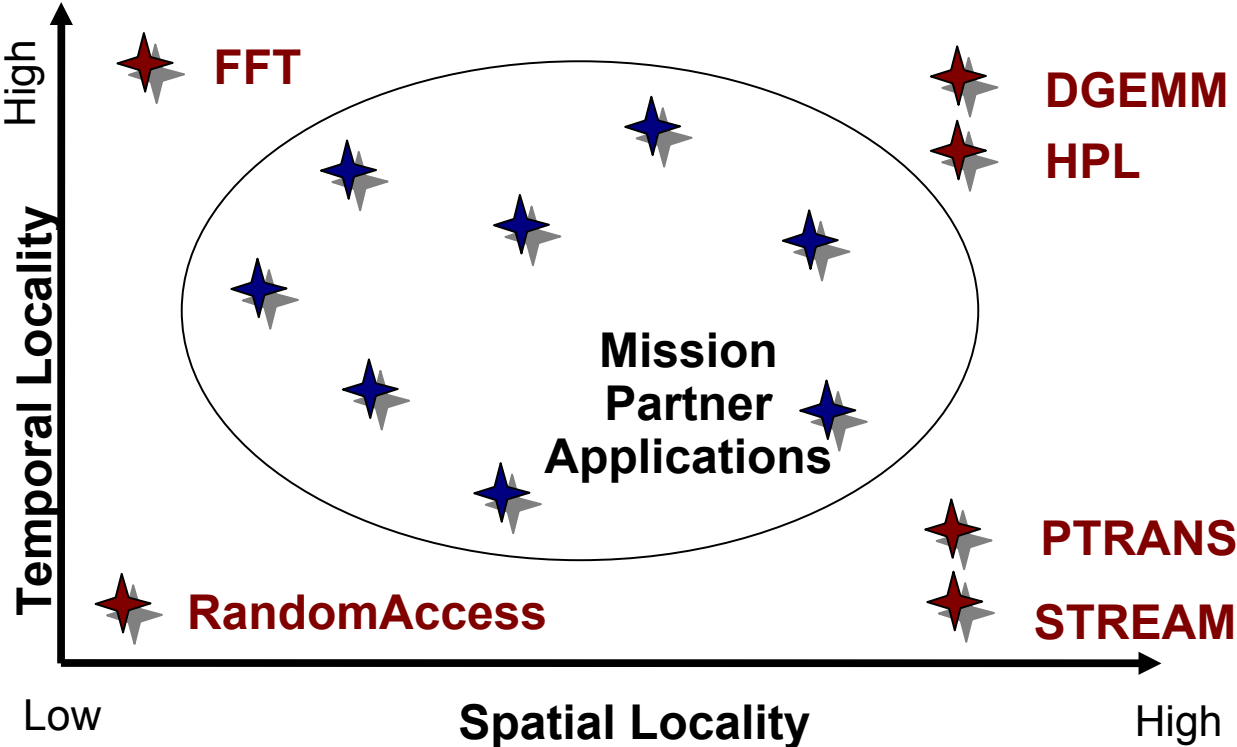 High
FFT
DGEMM
HPL
Temporal Locality
Mission
Partner
Applications
PTRANS
RandomAccess
STREAM
Low
Spatial Locality
High